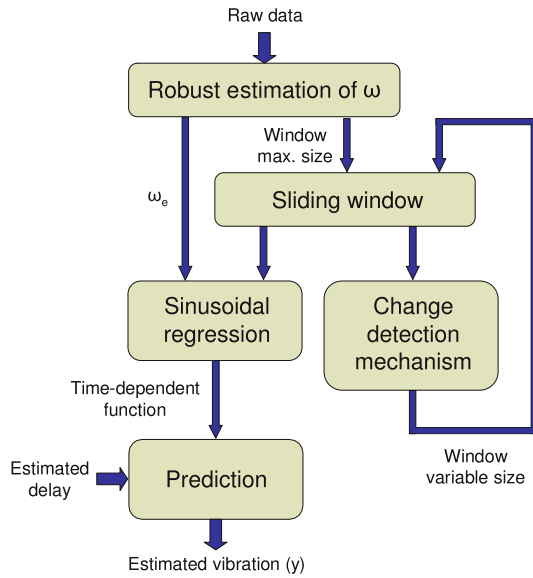 Raw data
Robust estimation of ω
Window
max. size
ωe
Sliding window
Sinusoidal
regression
Change
detection
mechanism
Time-dependent
function
Estimated
delay
Prediction
Window
variable size
Estimated vibration (y)